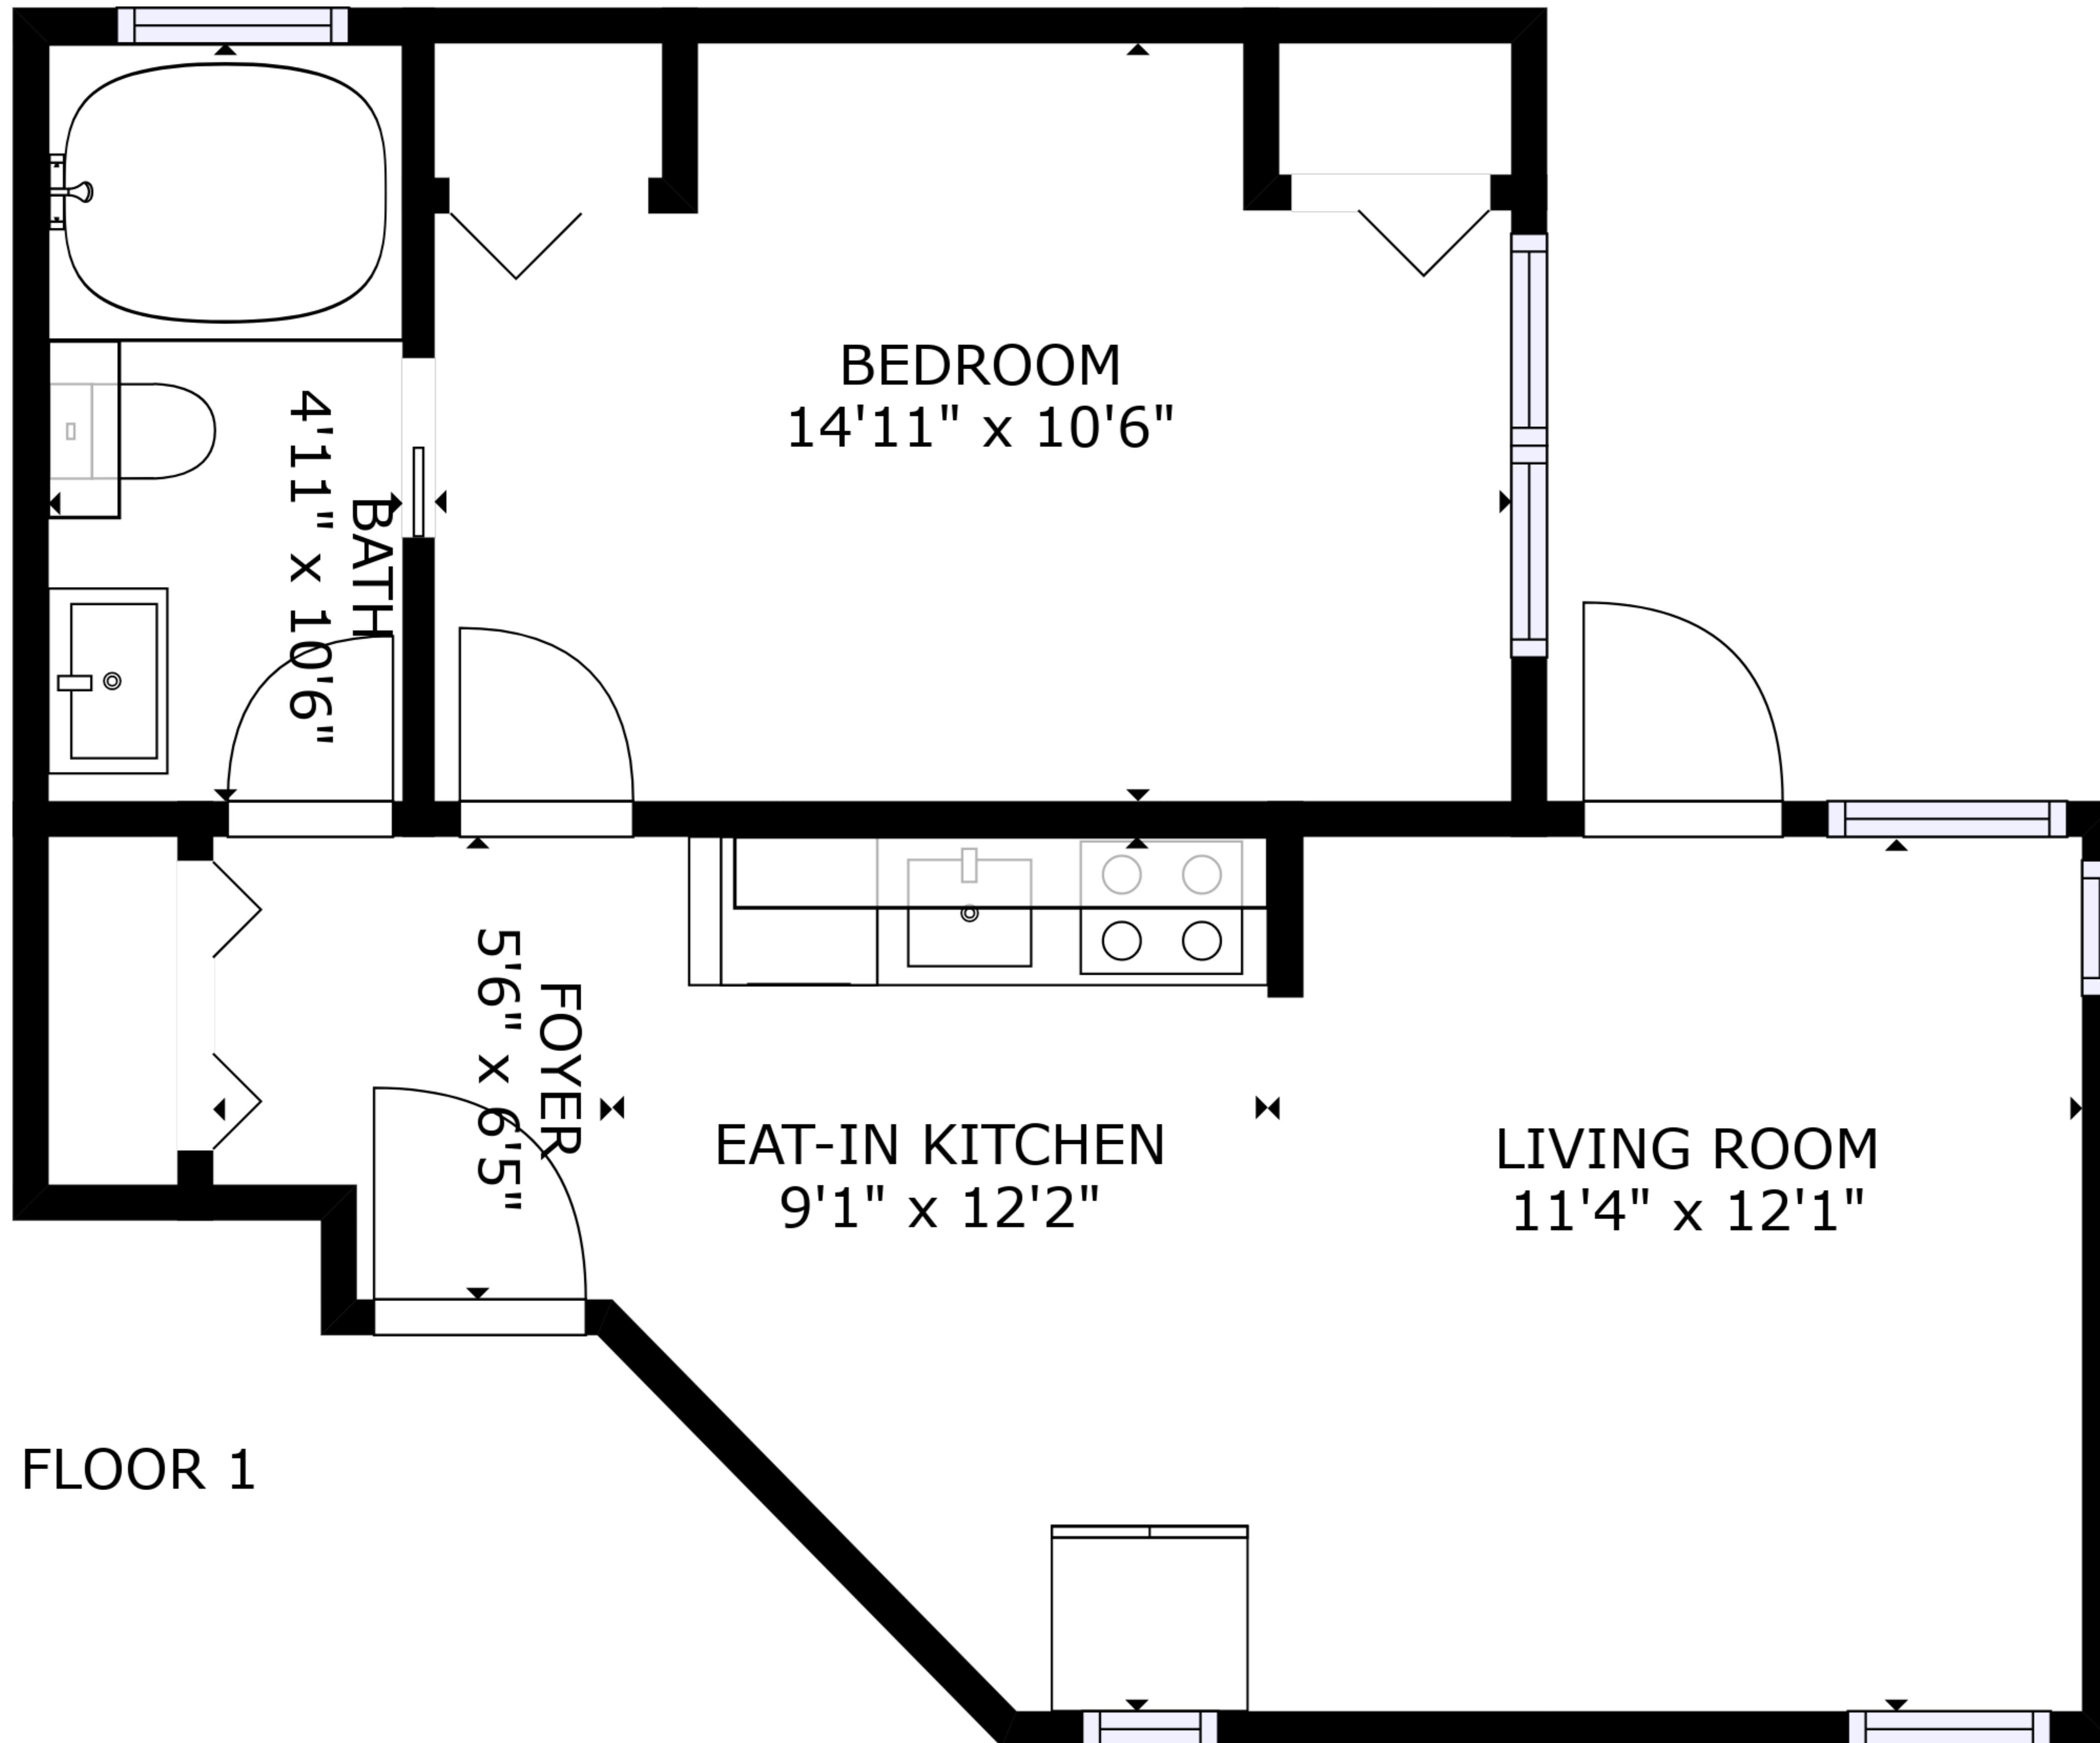 BEDROOM
14'11" x 10'6"
BATH
4'11" x 10'6"
FOYER
5'6" x 6'5"
EAT-IN KITCHEN
9'1" x 12'2"
LIVING ROOM
11'4" x 12'1"
FLOOR 1